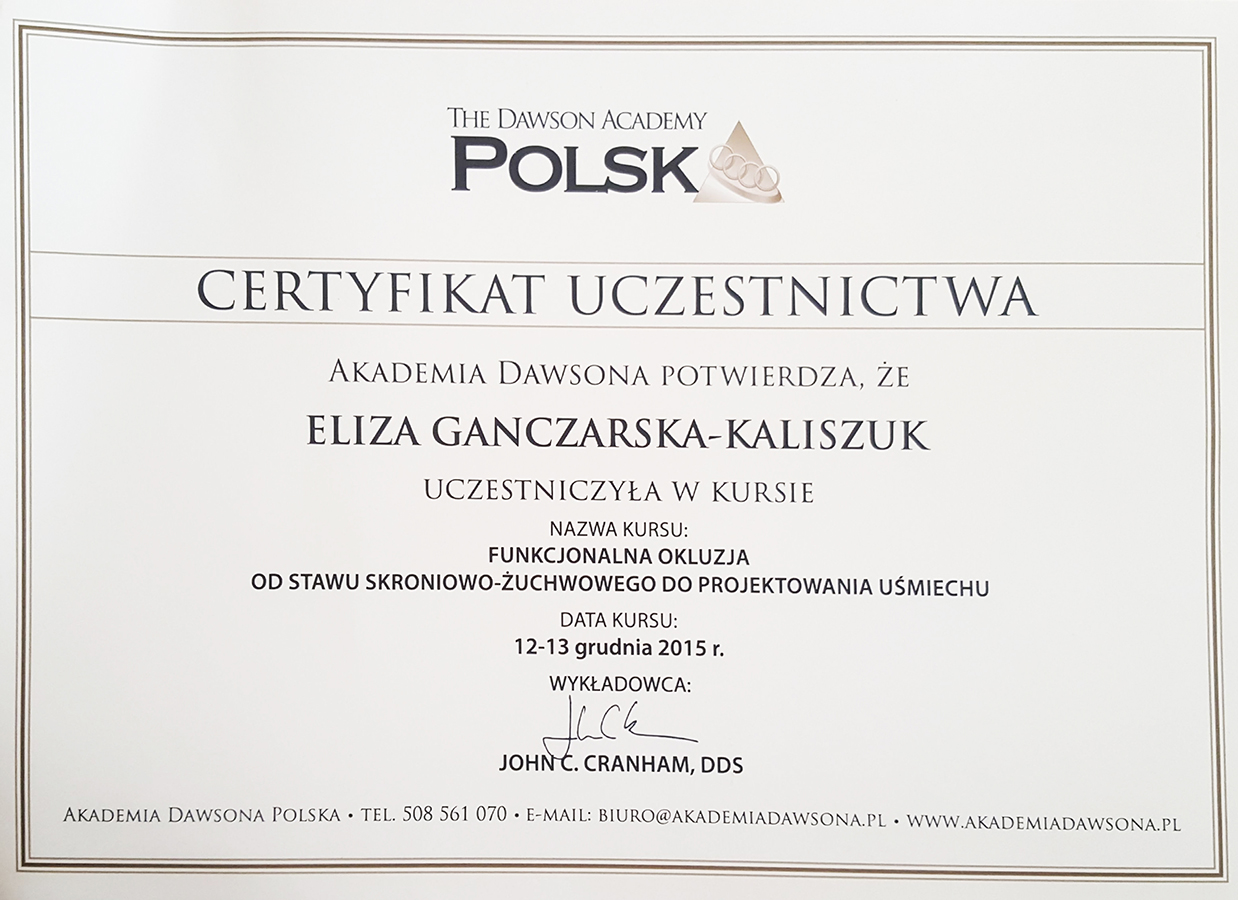 THE DAWSON ACADEMY
POLSK
CERTYFIKAT UCZESTNICTWA
AKADEMIA DAWSONA POTWIERDZA, ŻE
ELIZA GANCZARSKA-KALISZUK
UCZESTNICZYŁA W KURSIE
NAZWA KURSU:
FUNKCJONALNA OKLUZJA
OD STAWU SKRONIOWO-ŻUCHWOWEGO DO PROJEKTOWANIA UŚMIECHU
DATA KURSU:
12-13 grudnia 2015 r.
WYKŁADOWCA:
JOHN C. CRANHAM, DDS
AKADEMIA DAWSONA POLSKA • TEL. 508 561 070 • E-MAIL: BIURO@AKADEMIADAWSONA.PL • WWW.AKADEMIADAWSONA.PL